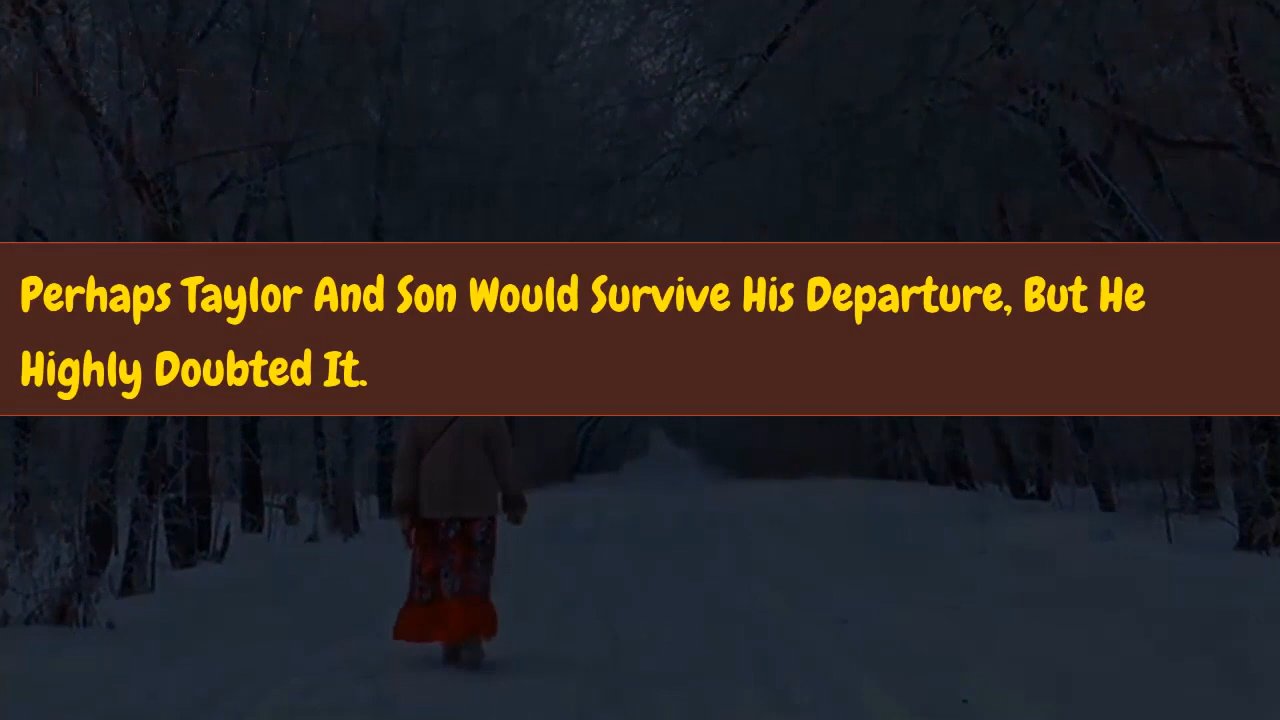 Perhaps Taylor And Son Would Survive His Departure, But He
Highly Doubted It.